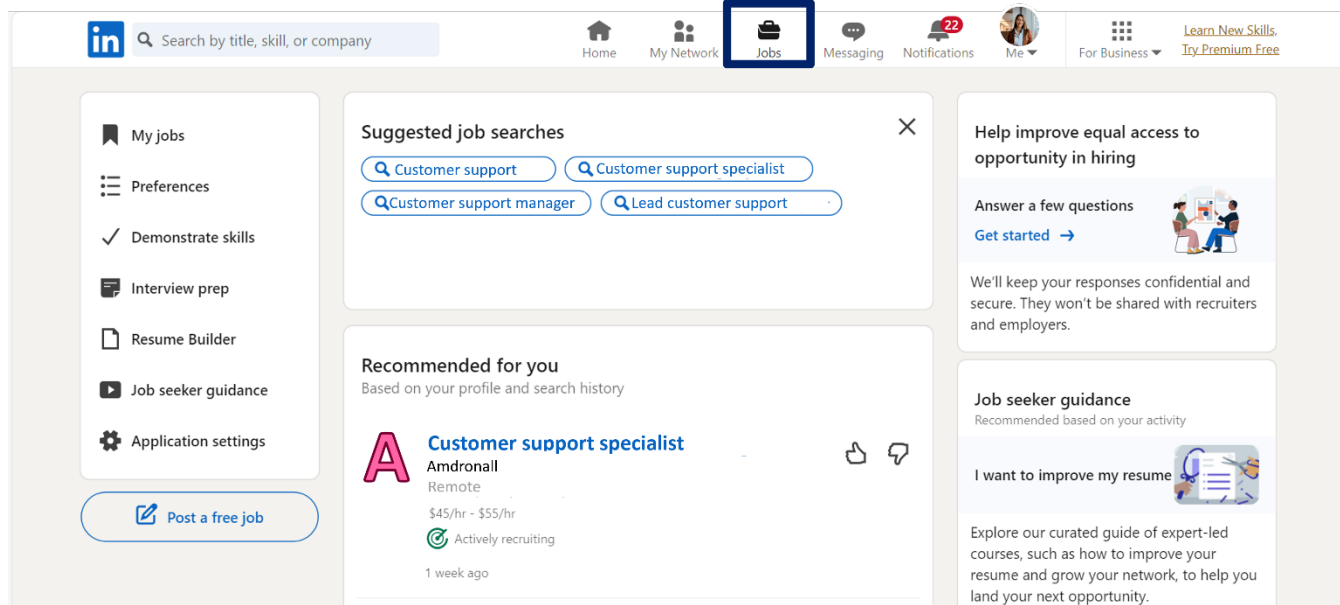 in
Search by title, skill, or company
Home
My Network
Jobs
Messaging
22
Notifications
Me
For Business
Learn New Skills,
Try Premium Free
My jobs
Preferences
Demonstrate skills
Interview prep
Resume Builder
Job seeker guidance
Application settings
Post a free job
Suggested job searches
Customer support
Customer support specialist
Customer support manager
Lead customer support
Recommended for you
Based on your profile and search history
A
Customer support specialist
Amdronall
Remote
$45/hr - $55/hr
Actively recruiting
1 week ago
Help improve equal access to
opportunity in hiring
Answer a few questions
Get started →
We'll keep your responses confidential and
secure. They won't be shared with recruiters
and employers.
Job seeker guidance
Recommended based on your activity
I want to improve my resume
Explore our curated guide of expert-led
courses, such as how to improve your
resume and grow your network, to help you
land your next opportunity.